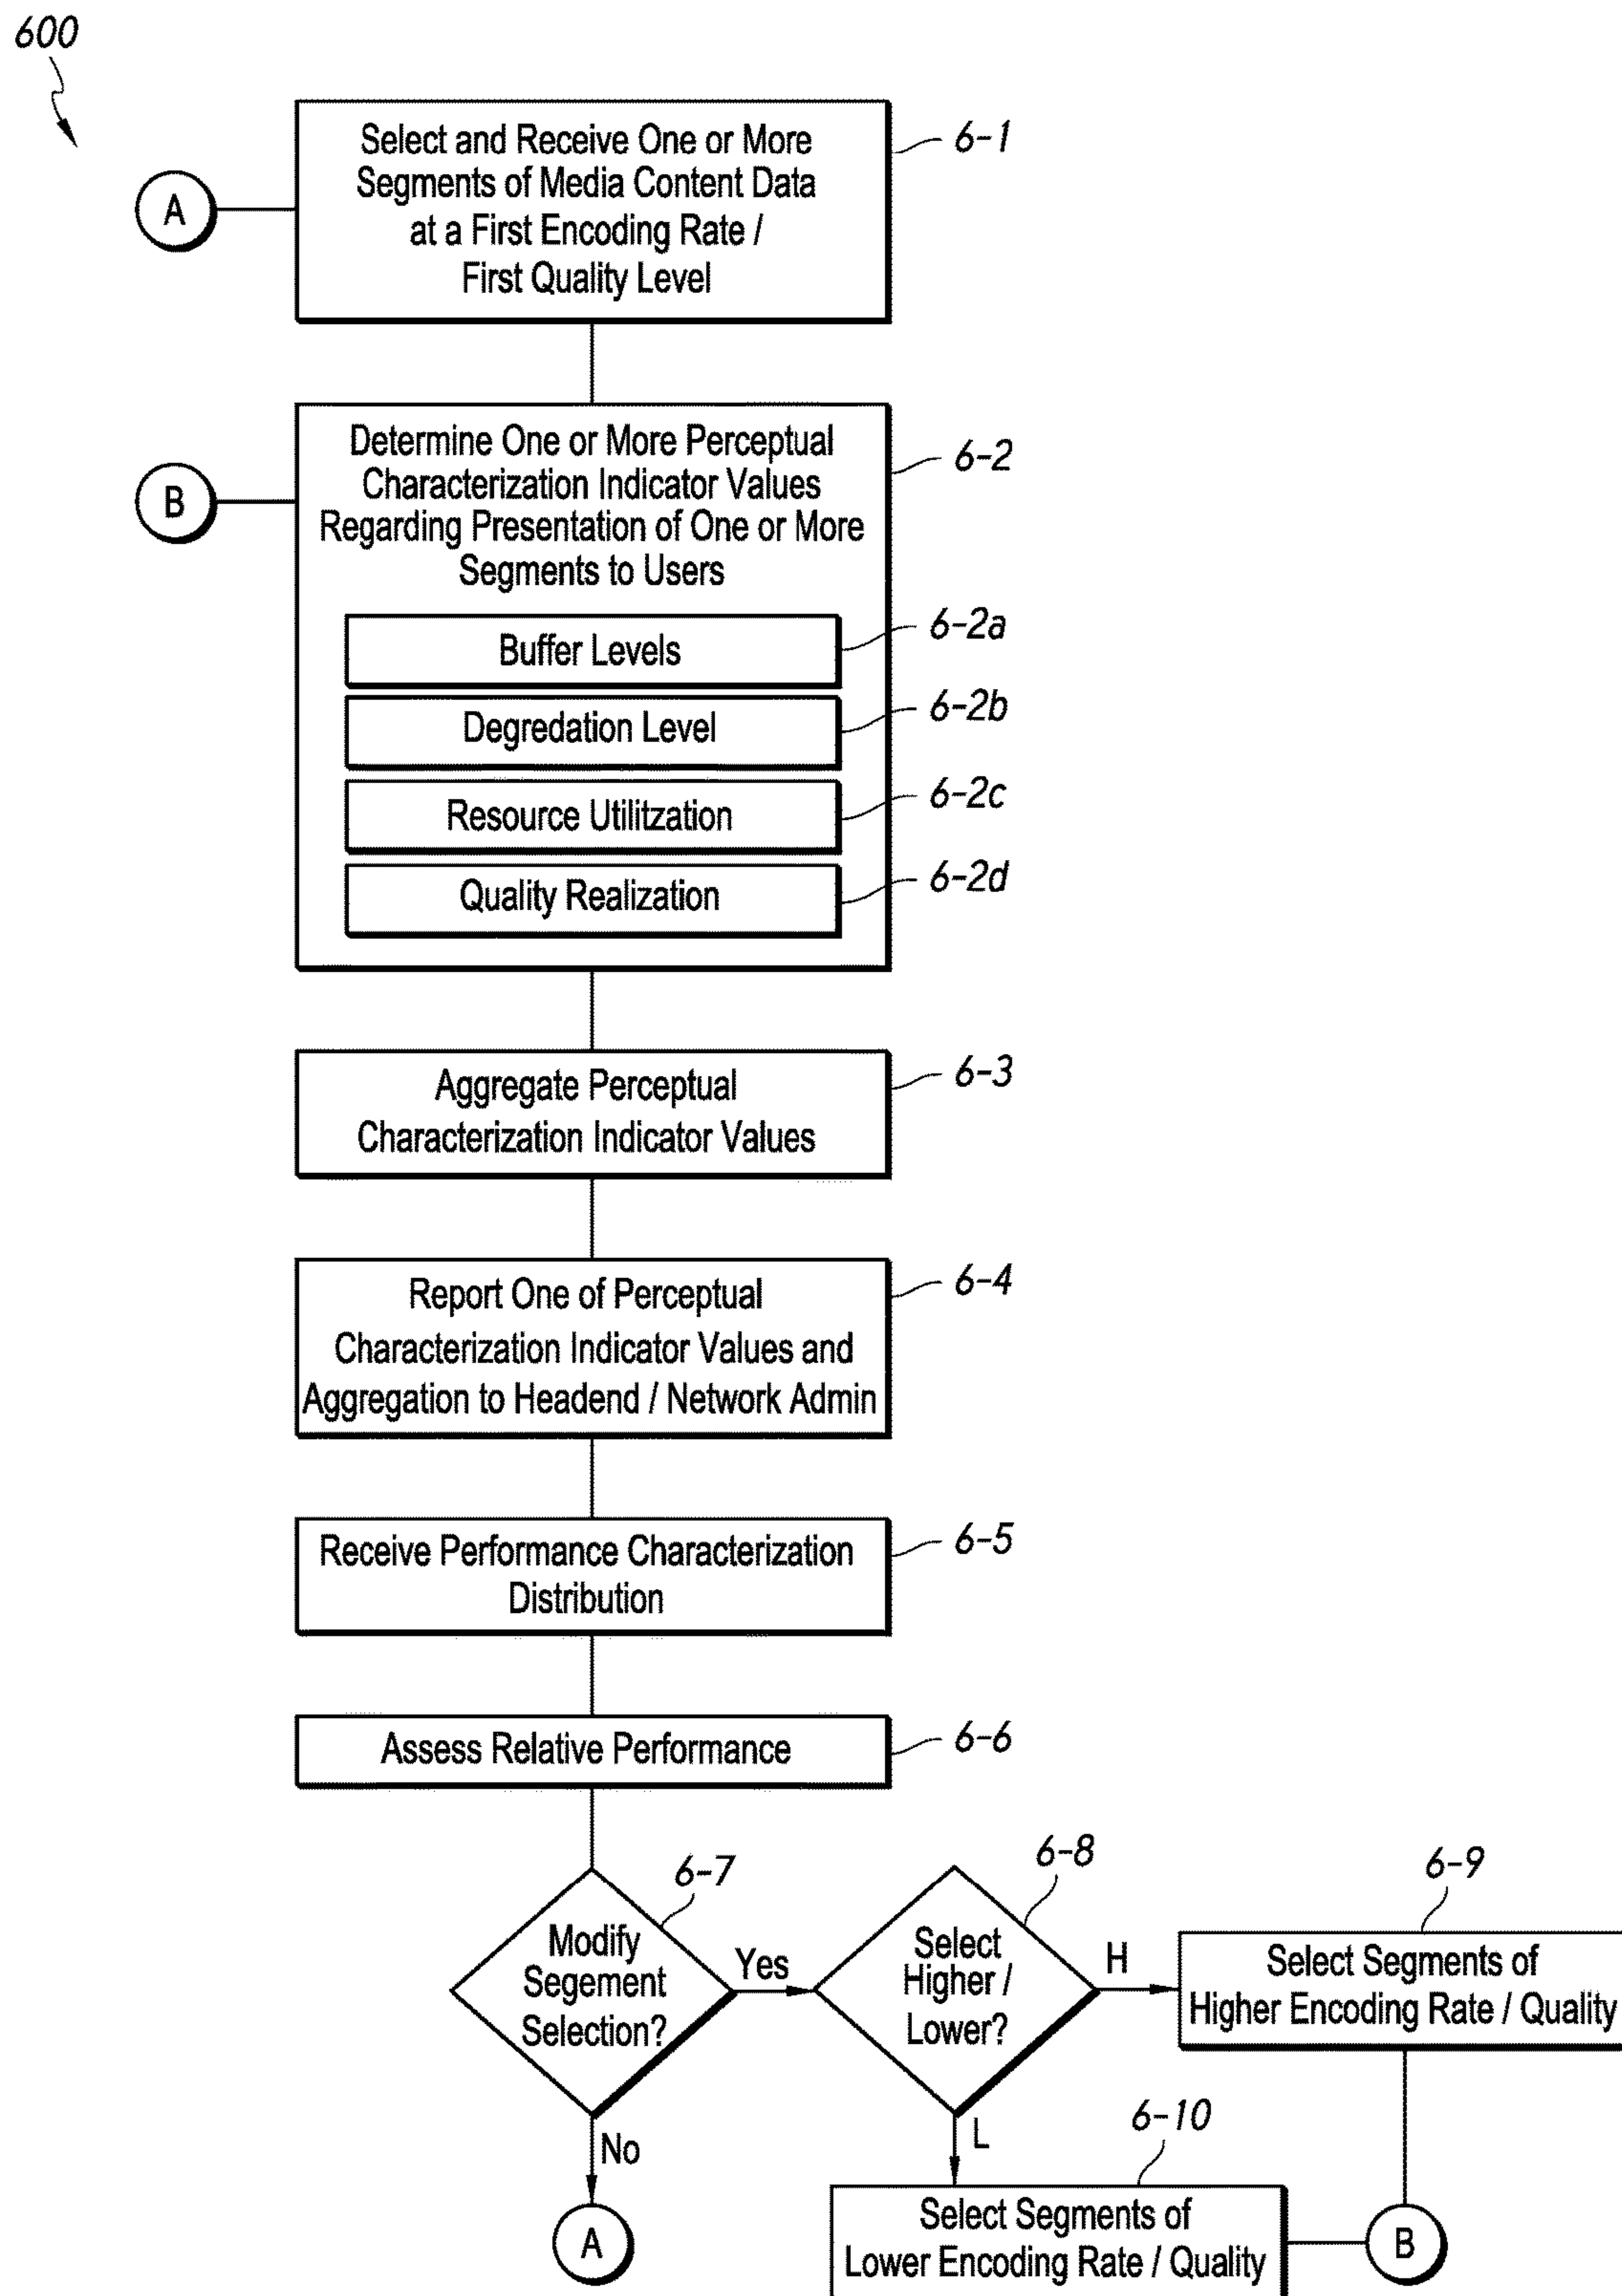 600
Select and Receive One or More
Segments of Media Content Data
at a First Encoding Rate /
First Quality Level
6-1
A
Determine One or More Perceptual
Characterization Indicator Values
Regarding Presentation of One or More
Segments to Users
6-2
B
Buffer Levels
6-2a
Degredation Level
6-2b
Resource Utilitzation
6-2c
Quality Realization
6-2d
Aggregate Perceptual
Characterization Indicator Values
6-3
Report One of Perceptual
Characterization Indicator Values and
Aggregation to Headend / Network Admin
6-4
Receive Performance Characterization
Distribution
6-5
Assess Relative Performance
6-6
6-7
Modify
Segement
Selection?
Yes
No
A
6-8
Select
Higher /
Lower?
H
L
6-9
Select Segments of
Higher Encoding Rate / Quality
6-10
Select Segments of
Lower Encoding Rate / Quality
B